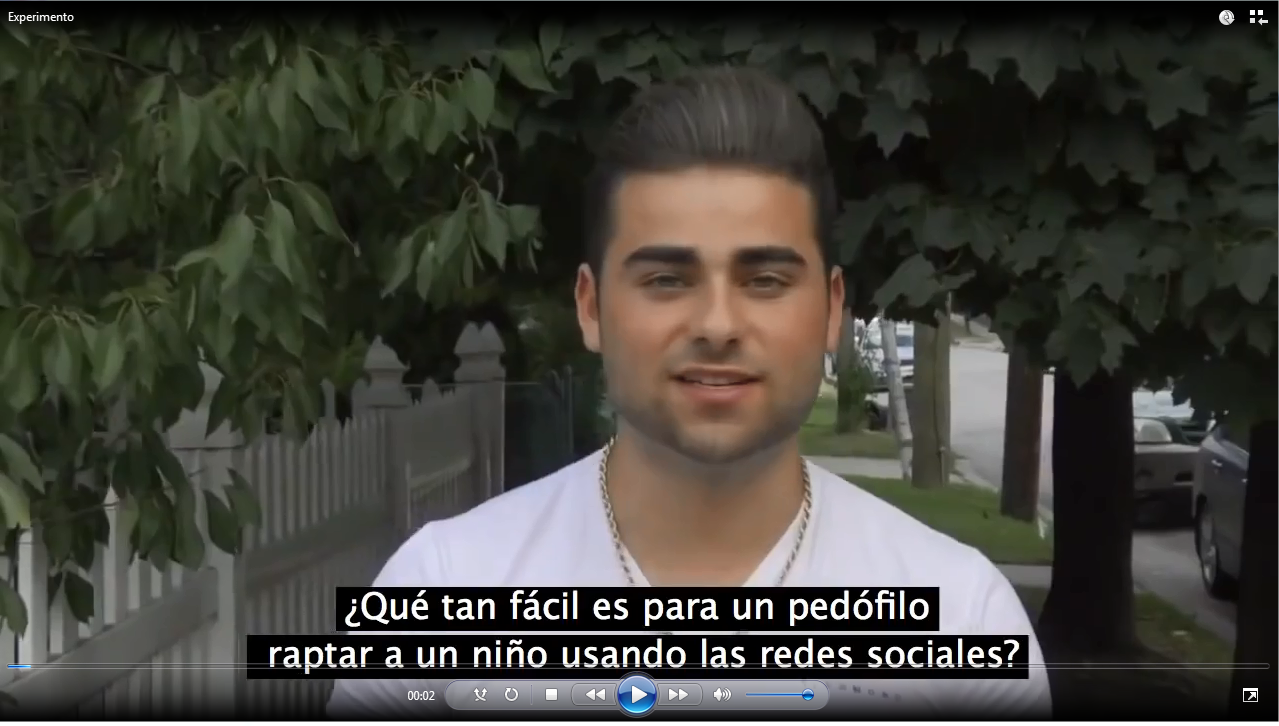 Experimento
¿Qué tan fácil es para un pedófilo
raptar a un niño usando las redes sociales?
00:02